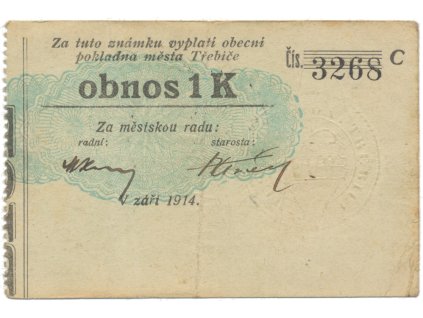 Za tuto známku vyplatí obecní
pokladna města Třebíče
Čís. 3268 C
obnos 1 K
Za městskou radu:
radní: starosta:
V září 1914.